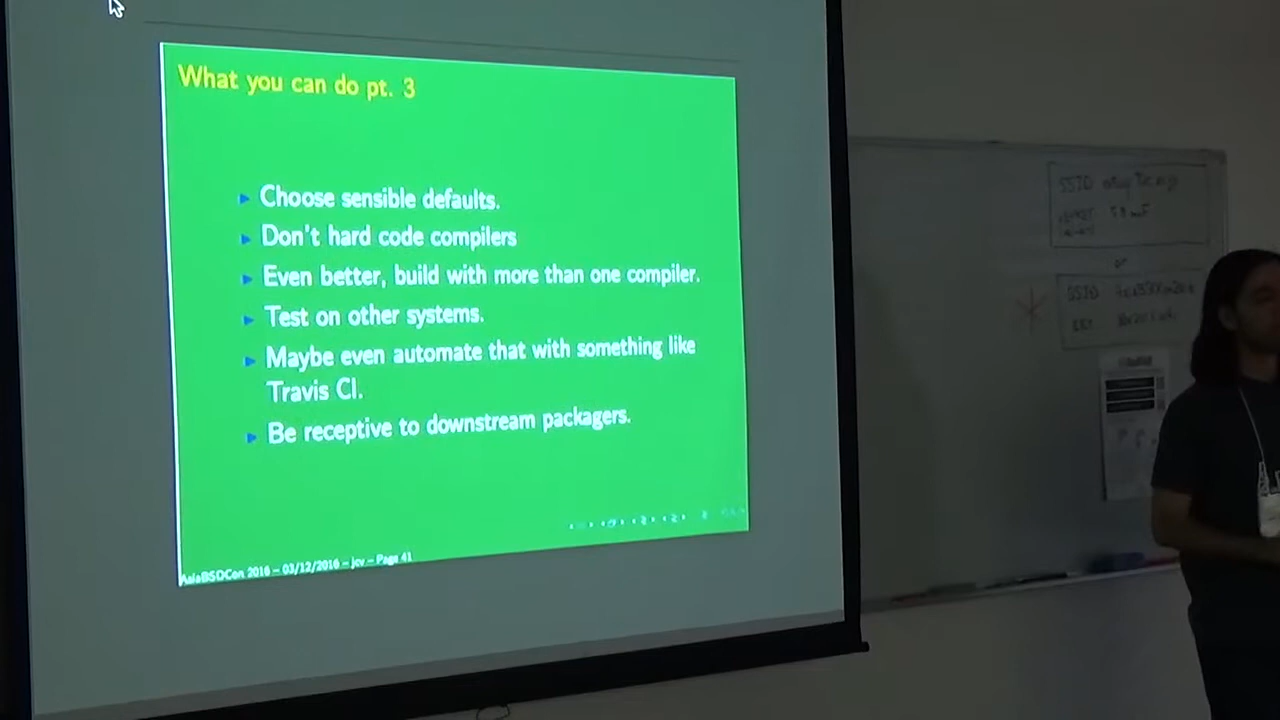 What you can do pt. 3
Choose sensible defaults.
Don't hard code compilers
Even better, build with more than one compiler.
Test on other systems.
Maybe even automate that with something like
Travis CI.
Be receptive to downstream packagers.
AsiaBSDCon 2016 – 03/12/2016 – jcv – Page 41
SSID
SSID